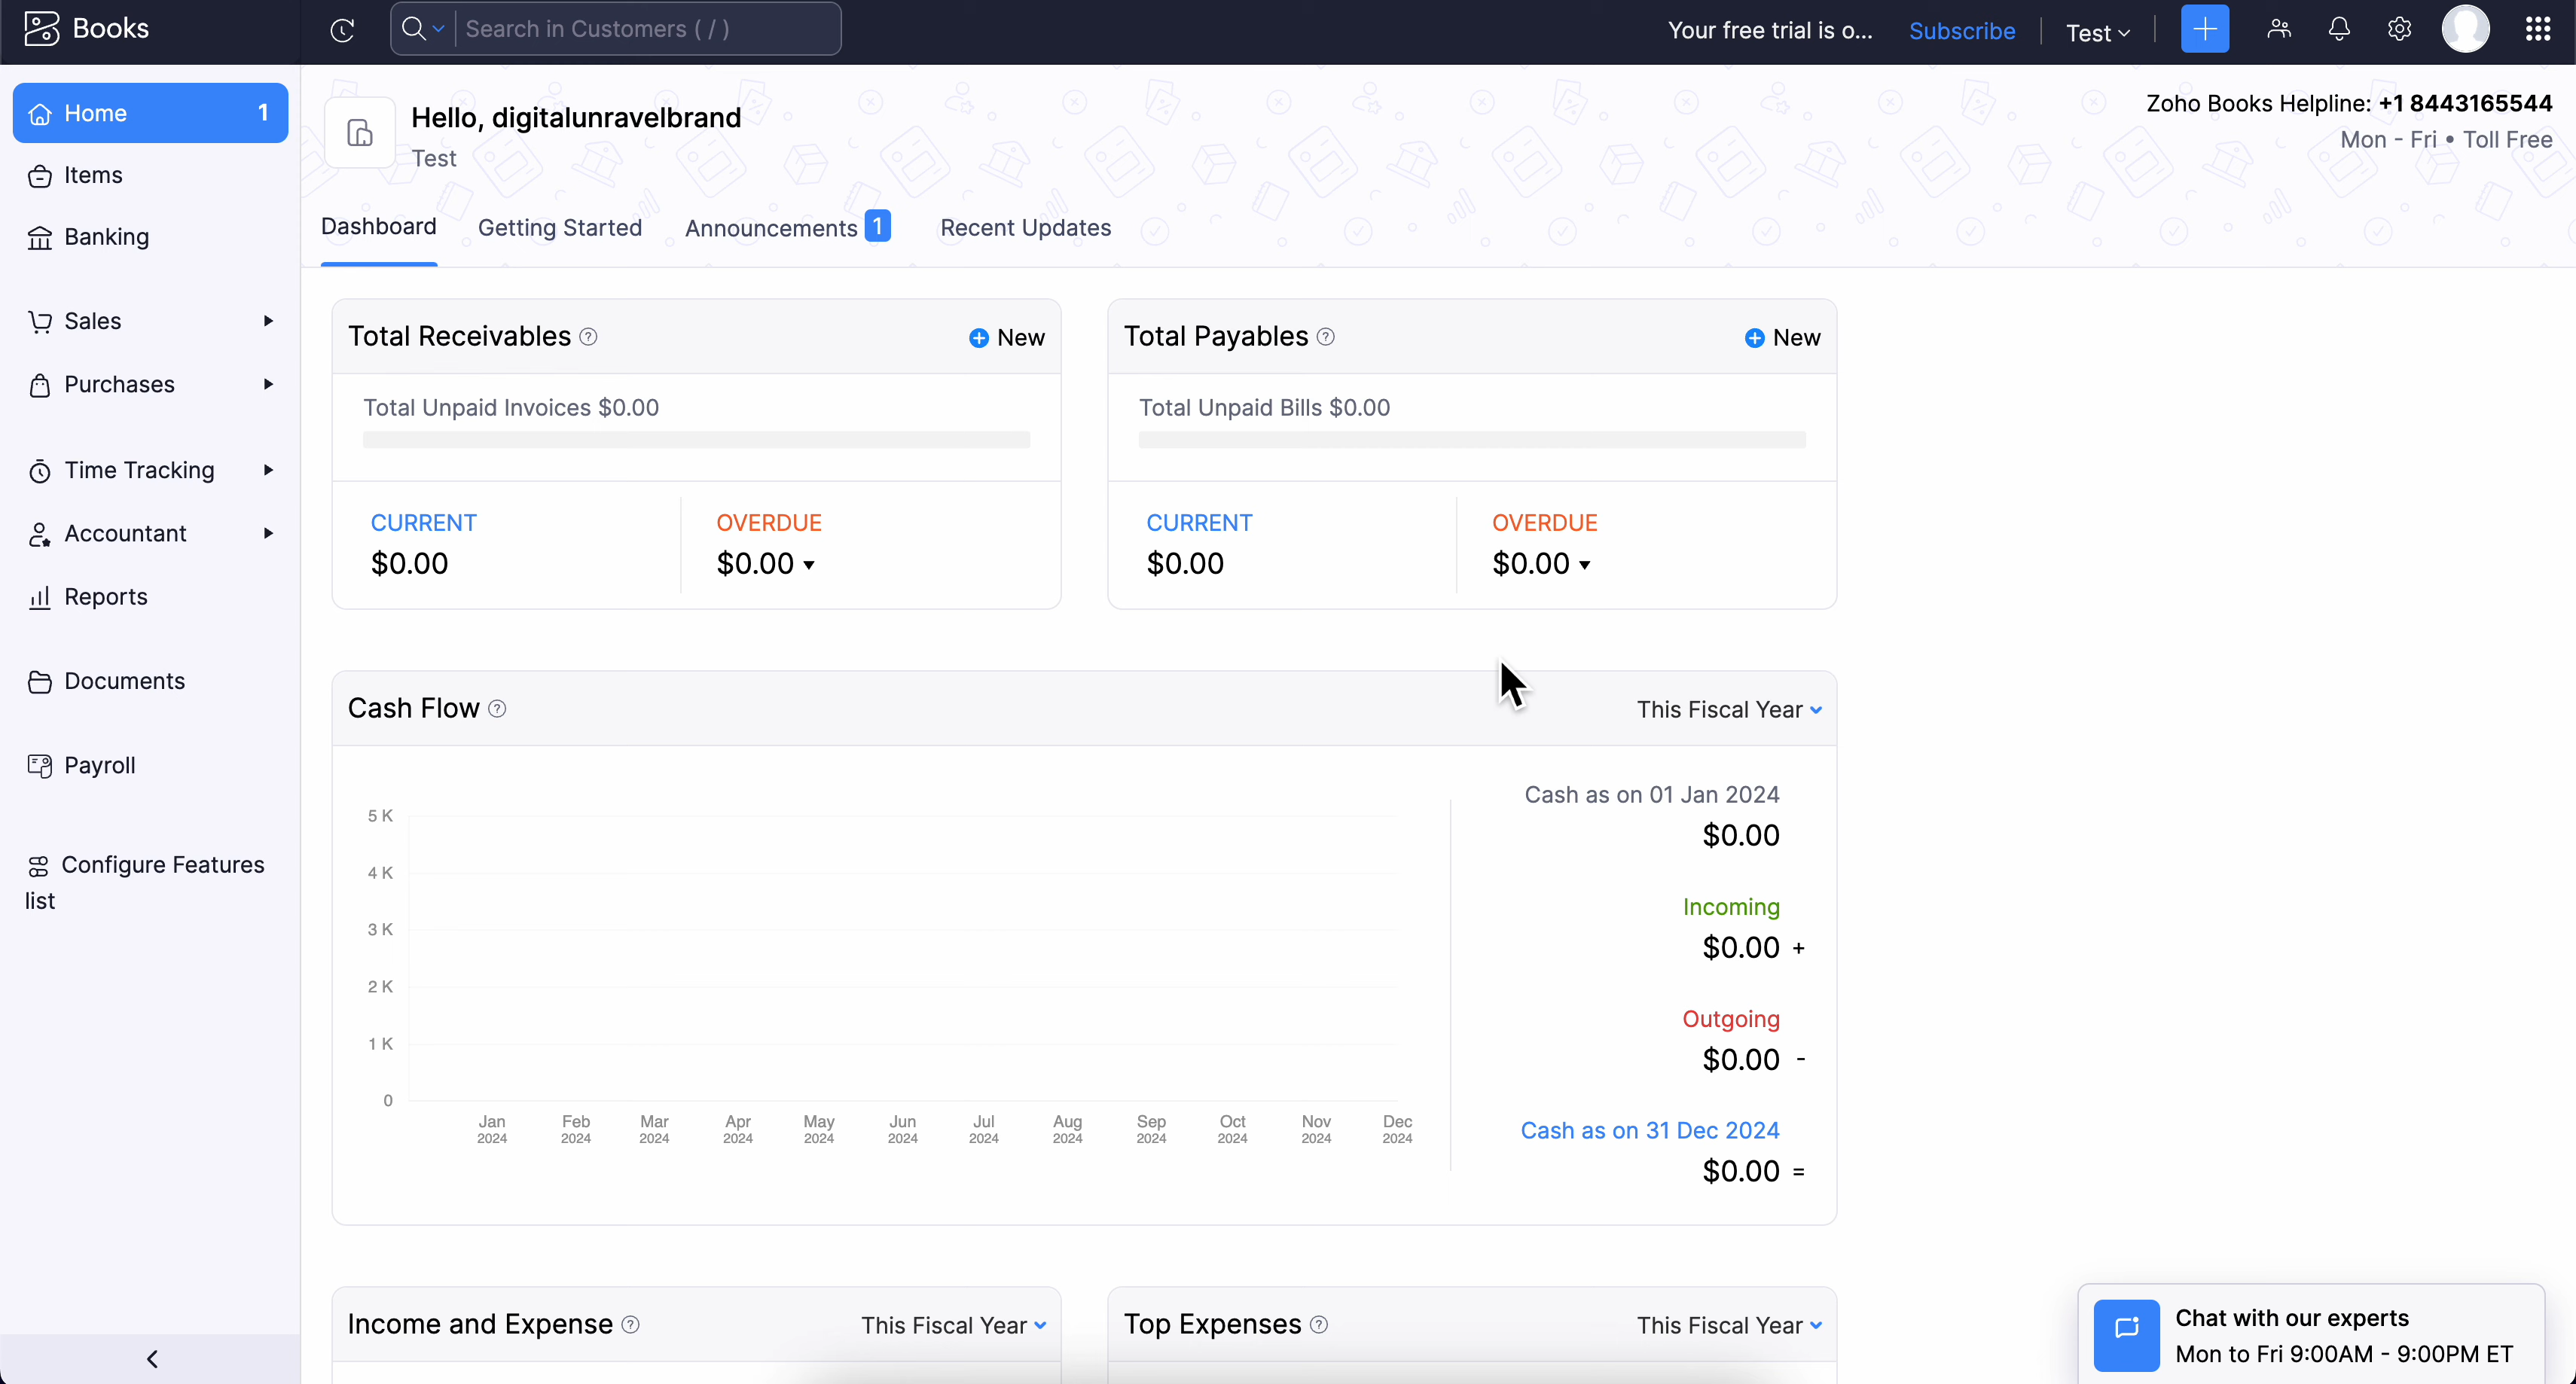 Books
Search in Customers ( / )
Your free trial is o...
Subscribe
Test
Home 1
Items
Banking
Sales
Purchases
Time Tracking
Accountant
Reports
Documents
Payroll
Configure Features
list
Hello, digitalunravelbrand
Test
Zoho Books Helpline: +1 8443165544
Mon - Fri • Toll Free
Dashboard
Getting Started
Announcements 1
Recent Updates
Total Receivables ?
New
Total Unpaid Invoices $0.00
CURRENT
$0.00
OVERDUE
$0.00
Total Payables ?
New
Total Unpaid Bills $0.00
CURRENT
$0.00
OVERDUE
$0.00
Cash Flow ?
This Fiscal Year
5 K
4 K
3 K
2 K
1 K
0
Jan Feb Mar Apr May Jun Jul Aug Sep Oct Nov Dec
2024 2024 2024 2024 2024 2024 2024 2024 2024 2024 2024 2024
Cash as on 01 Jan 2024
$0.00
Incoming
$0.00 +
Outgoing
$0.00 -
Cash as on 31 Dec 2024
$0.00 =
Income and Expense ?
This Fiscal Year
Top Expenses ?
This Fiscal Year
Chat with our experts
Mon to Fri 9:00AM - 9:00PM ET